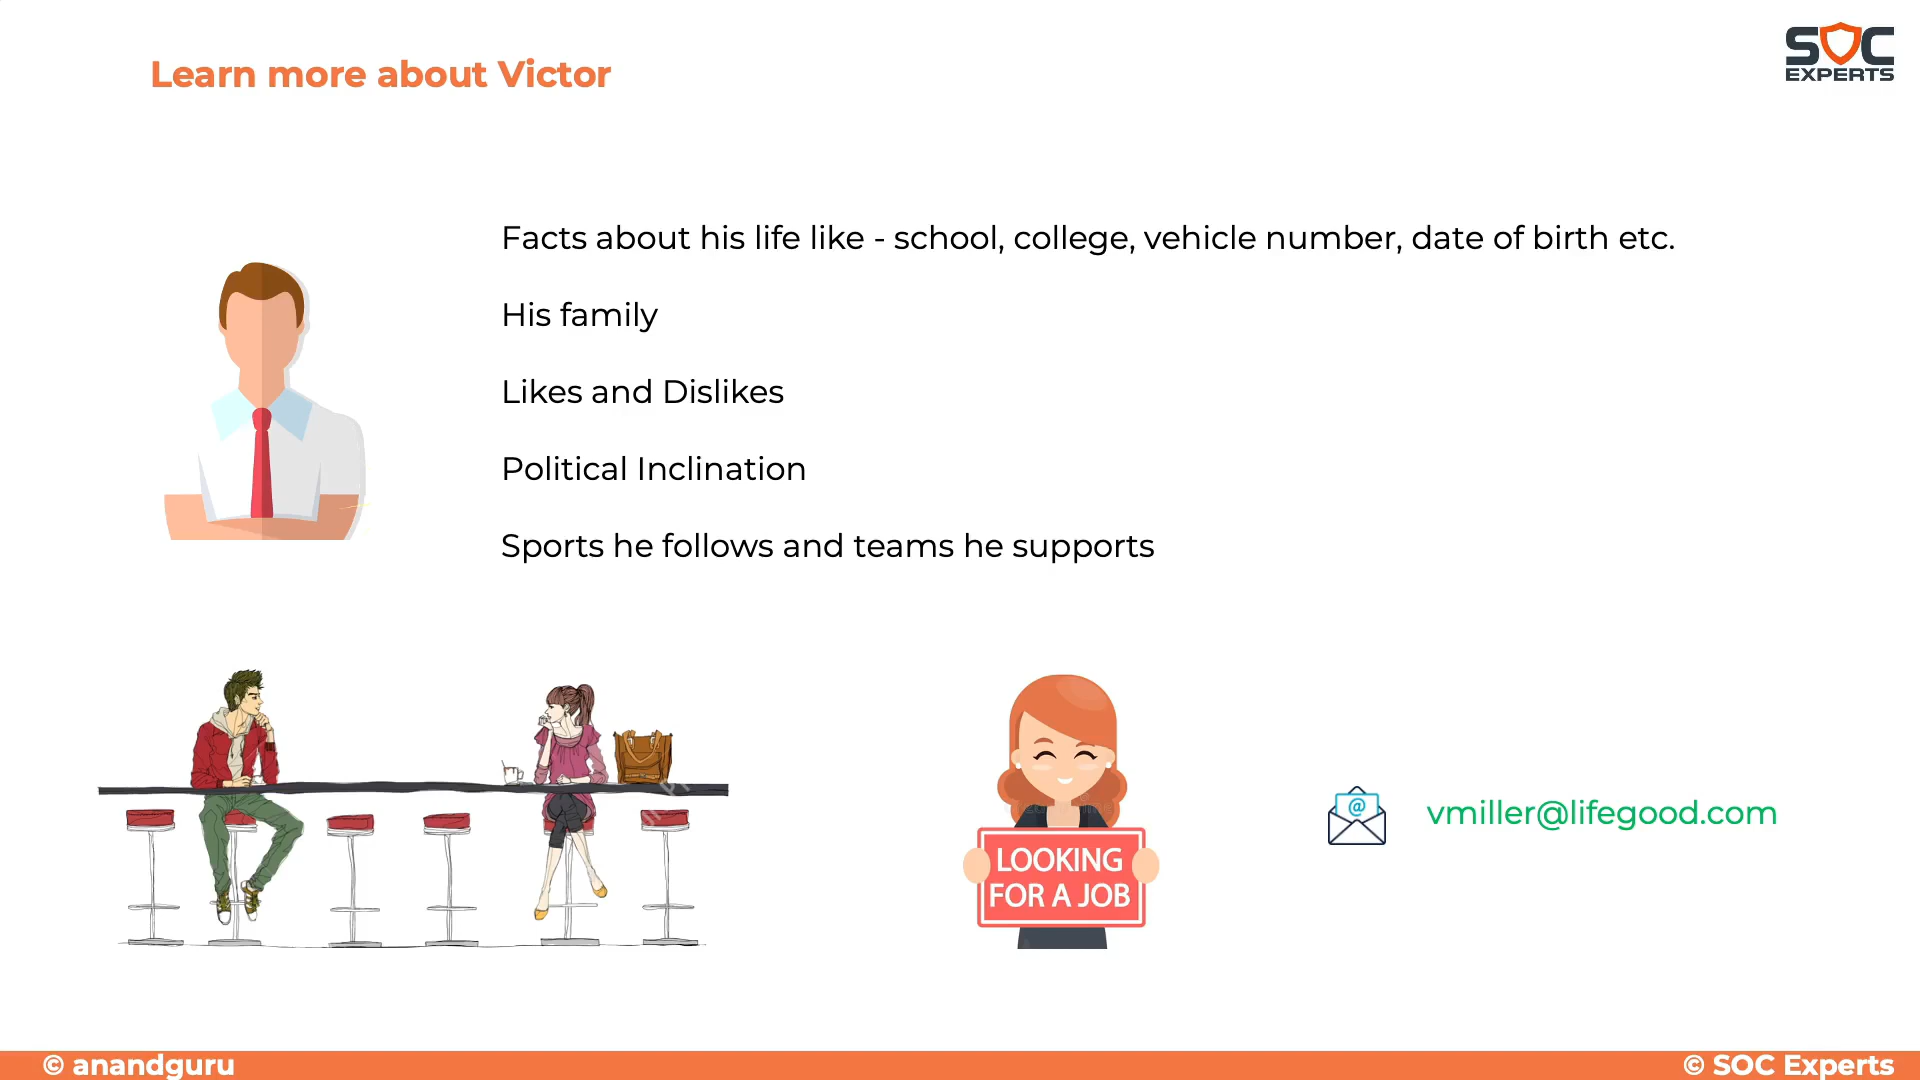 Learn more about Victor
SOC
EXPERTS
Facts about his life like - school, college, vehicle number, date of birth etc.
His family
Likes and Dislikes
Political Inclination
Sports he follows and teams he supports
LOOKING
FOR A JOB
@
vmiller@lifegood.com
© anandguru
© SOC Experts